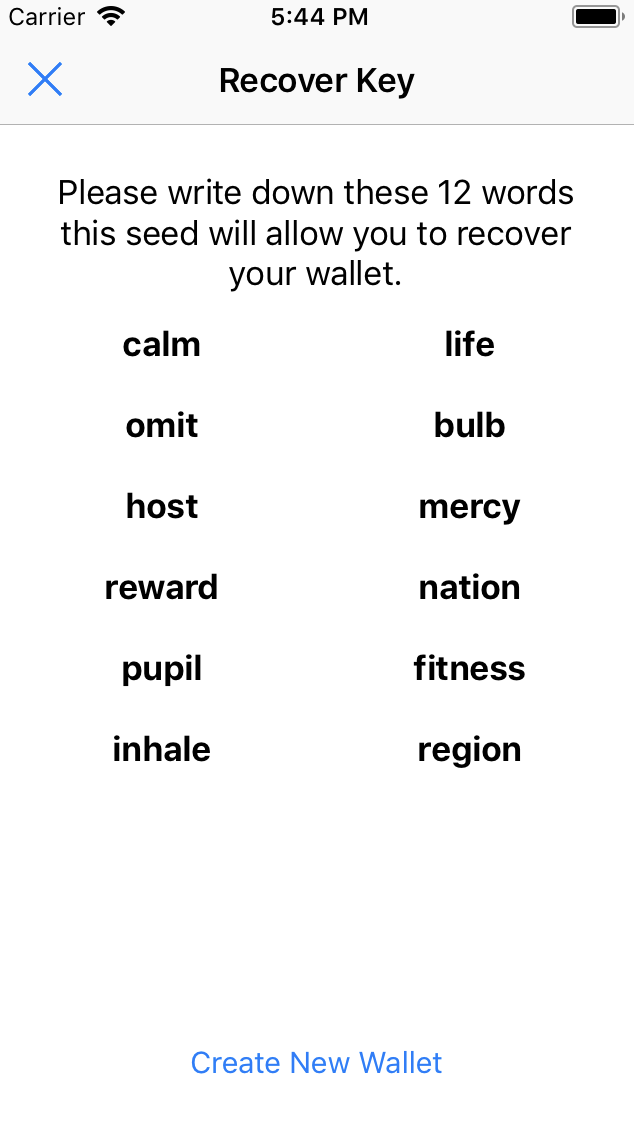 Carrier 5:44 PM
Recover Key
Please write down these 12 words
this seed will allow you to recover
your wallet.
calm life
omit bulb
host mercy
reward nation
pupil fitness
inhale region
Create New Wallet